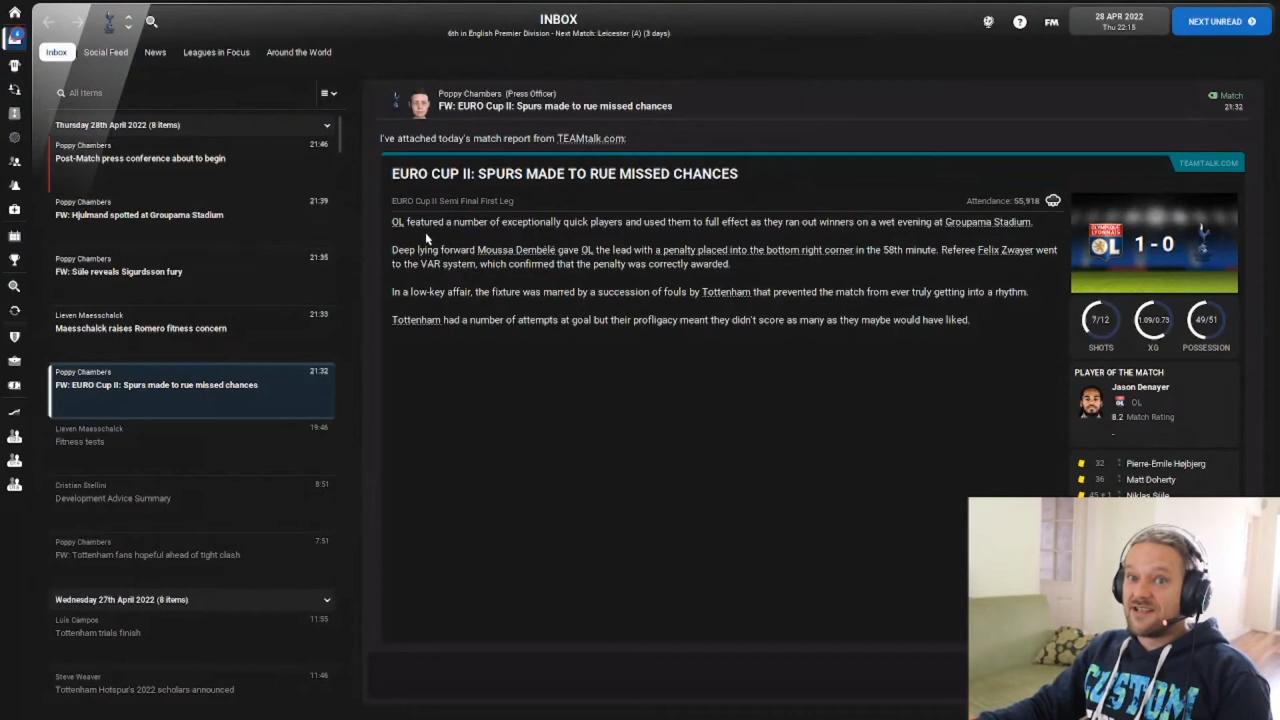 INBOX
6th in English Premier Division - Next Match: Leicester (A) (3 days)
FM
28 APR 2022
Thu 22:15
NEXT UNREAD
Inbox
Social Feed
News
Leagues in Focus
Around the World
All Items
Thursday 28th April 2022 (8 items)
Poppy Chambers
21:46
Post-Match press conference about to begin
Poppy Chambers
21:39
FW: Hjulmand spotted at Groupama Stadium
Poppy Chambers
21:35
FW: Süle reveals Sigurdsson fury
Lieven Maesschalck
21:33
Maesschalck raises Romero fitness concern
Poppy Chambers
21:32
FW: EURO Cup II: Spurs made to rue missed chances
Lieven Maesschalck
19:46
Fitness tests
Cristian Stellini
8:51
Development Advice Summary
Poppy Chambers
7:51
FW: Tottenham fans hopeful ahead of tight clash
Wednesday 27th April 2022 (8 items)
Luís Campos
11:55
Tottenham trials finish
Steve Weaver
11:46
Tottenham Hotspur's 2022 scholars announced
Poppy Chambers (Press Officer)
FW: EURO Cup II: Spurs made to rue missed chances
Match
21:32
I've attached today's match report from TEAMtalk.com:
TEAMTALK.COM
EURO CUP II: SPURS MADE TO RUE MISSED CHANCES
EURO Cup II Semi Final First Leg
Attendance: 55,918
OL featured a number of exceptionally quick players and used them to full effect as they ran out winners on a wet evening at Groupama Stadium.
Deep lying forward Moussa Dembélé gave OL the lead with a penalty placed into the bottom right corner in the 58th minute. Referee Felix Zwayer went
to the VAR system, which confirmed that the penalty was correctly awarded.
In a low-key affair, the fixture was marred by a succession of fouls by Tottenham that prevented the match from ever truly getting into a rhythm.
Tottenham had a number of attempts at goal but their profligacy meant they didn't score as many as they maybe would have liked.
1 - 0
7/12
1.09/0.73
49/51
SHOTS
XG
POSSESSION
PLAYER OF THE MATCH
Jason Denayer
OL
8.2 Match Rating
-
32
Pierre-Emile Højbjerg
36
Matt Doherty
45 + 1
Niklas Süle
CUSTOM